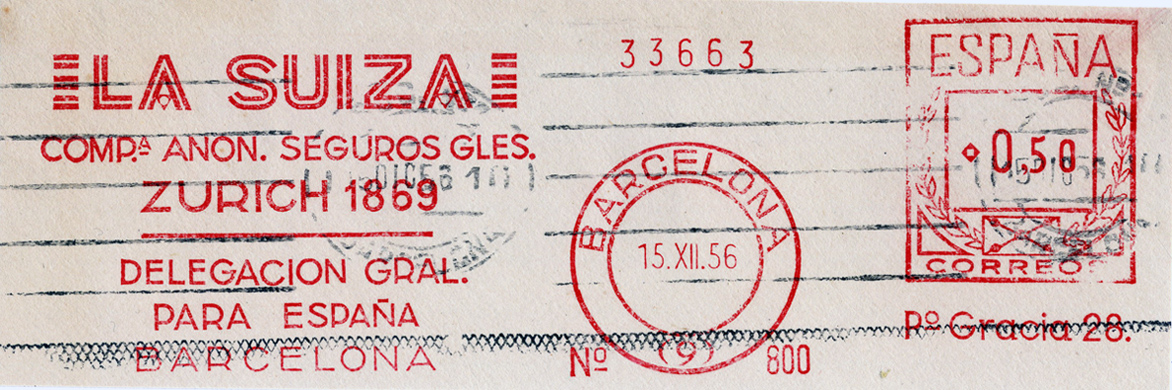 LA SUIZA
COMP.ª ANON. SEGUROS GLES.
ZURICH 1869
DELEGACION GRAL.
PARA ESPAÑA
BARCELONA
33663
BARCELONA
15.XII.56
(9)
Nº 800
ESPAÑA
0,50
CORREOS
Pº Gracia 28.